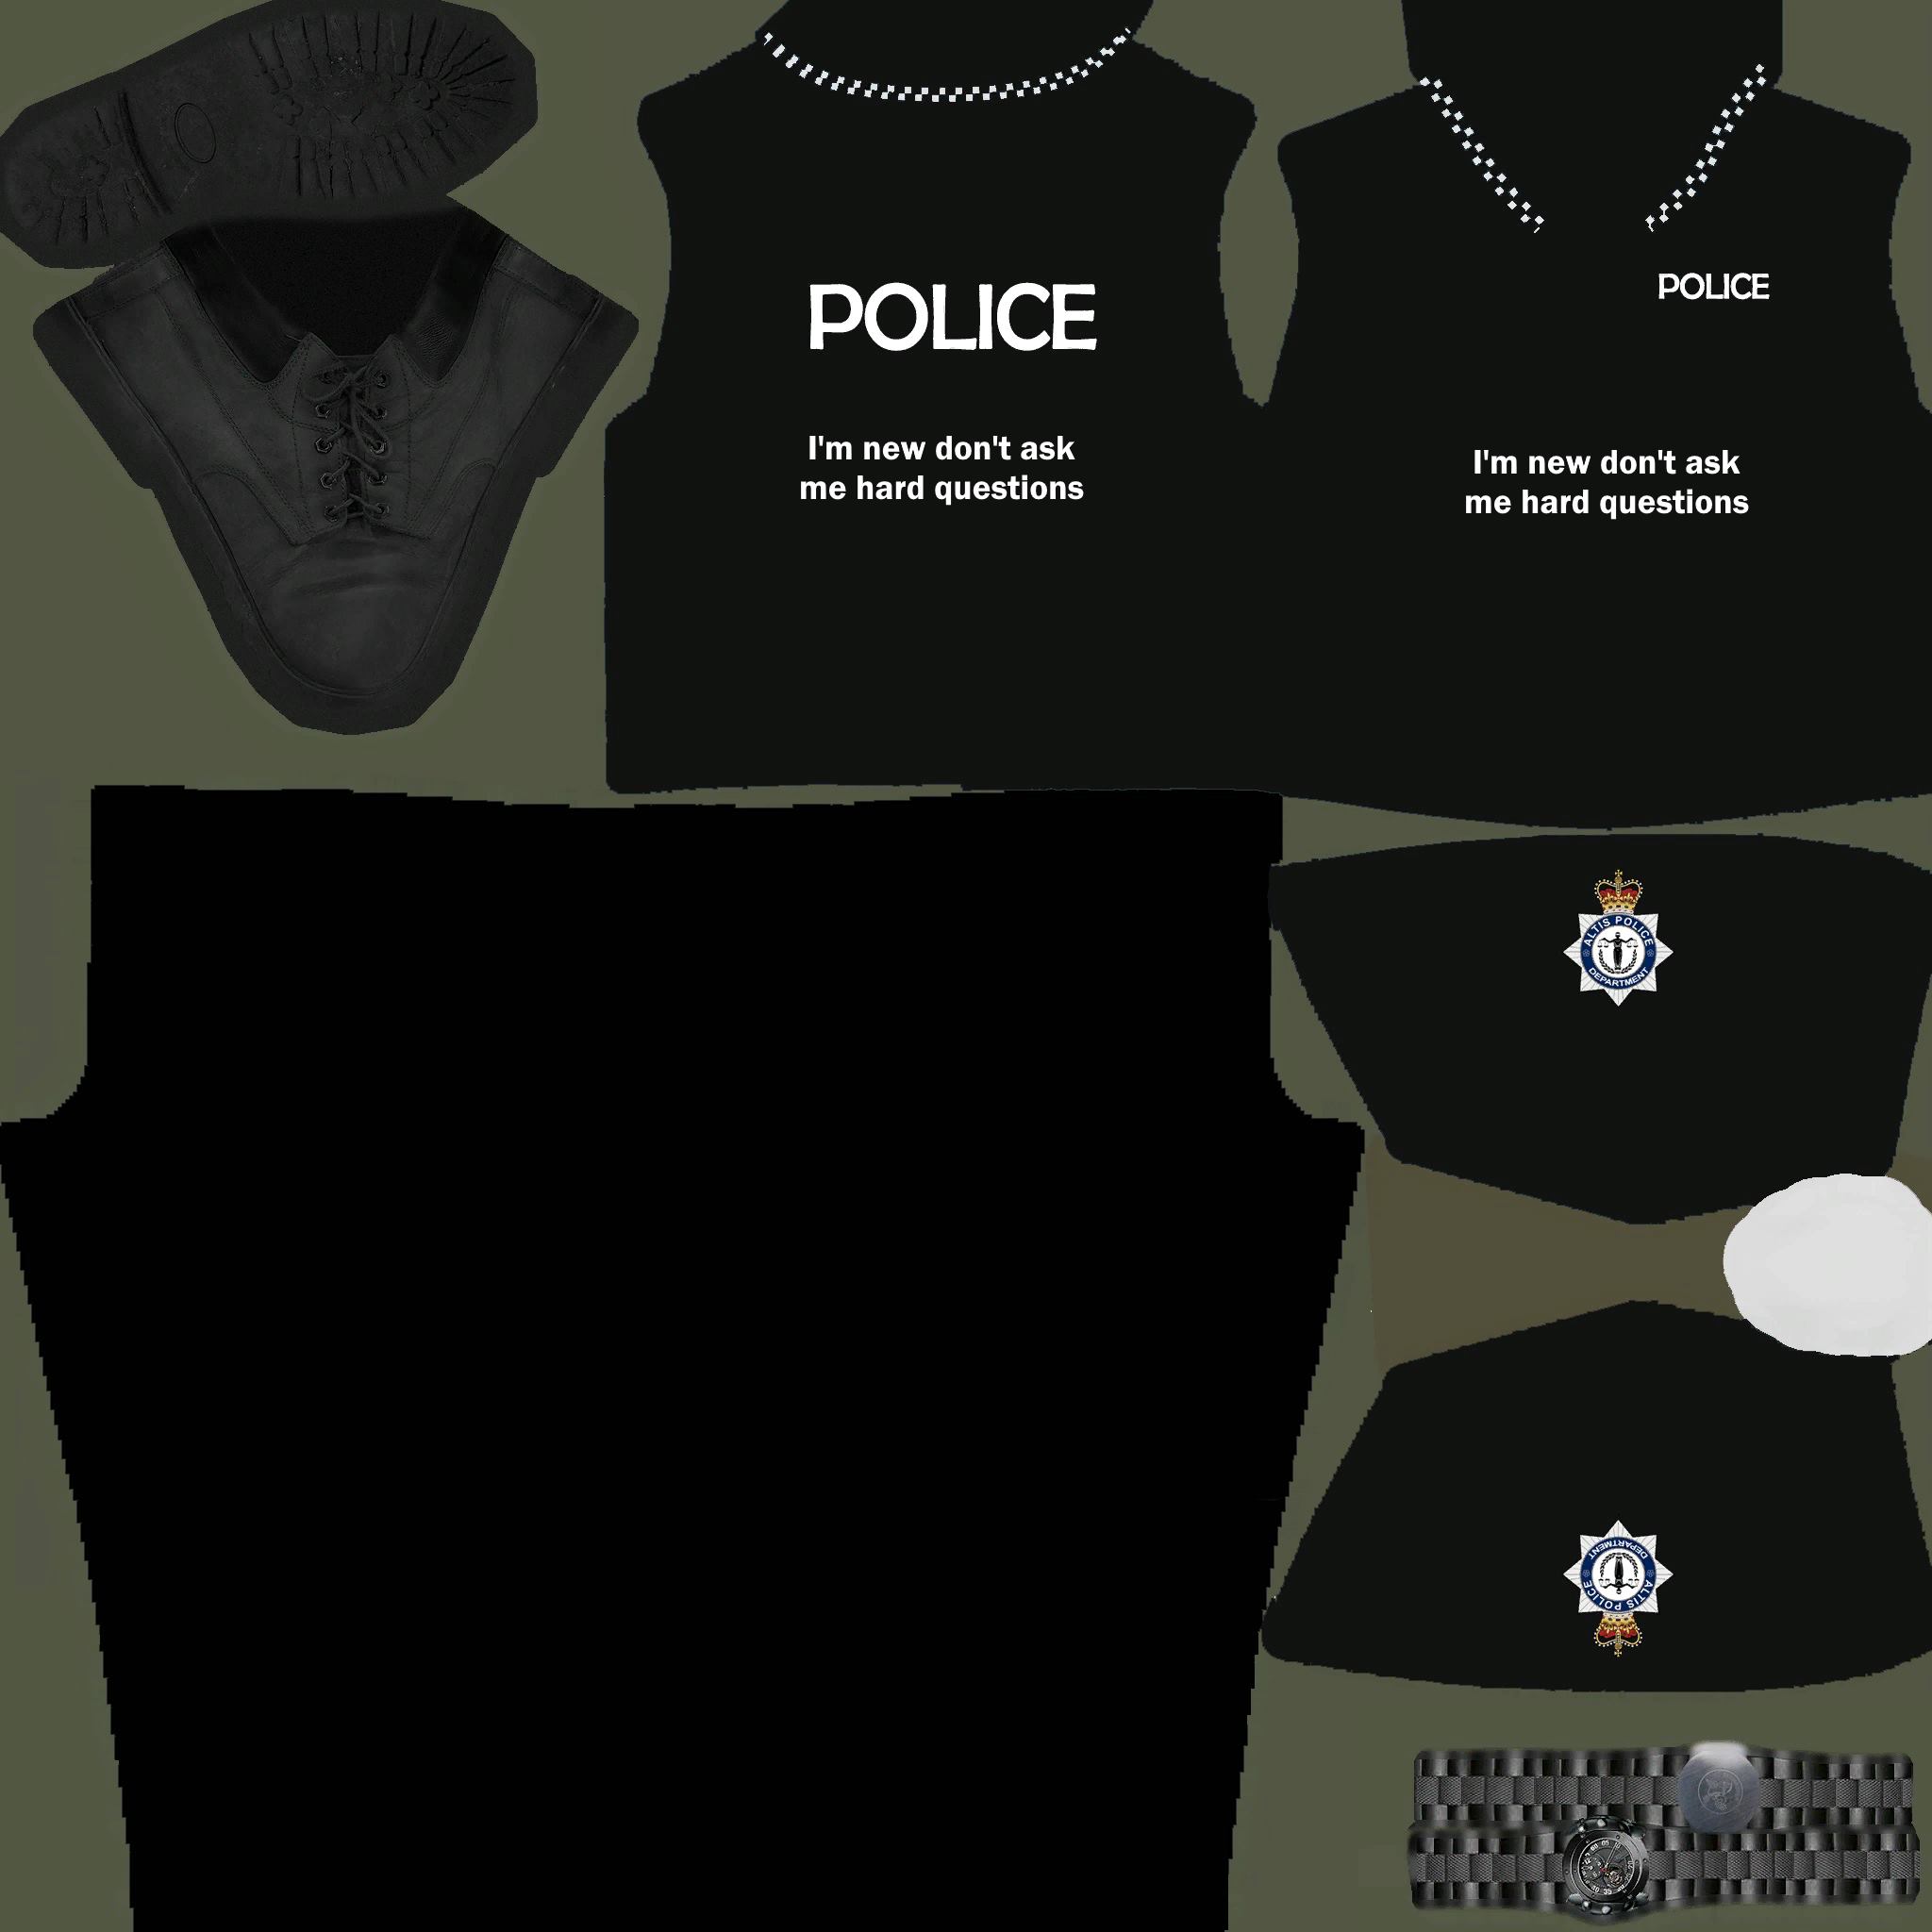 POLICE
POLICE
I'm new don't ask
me hard questions
I'm new don't ask
me hard questions
ALTIS POLICE
DEPARTMENT
DEPARTMENT
ALTIS POLICE